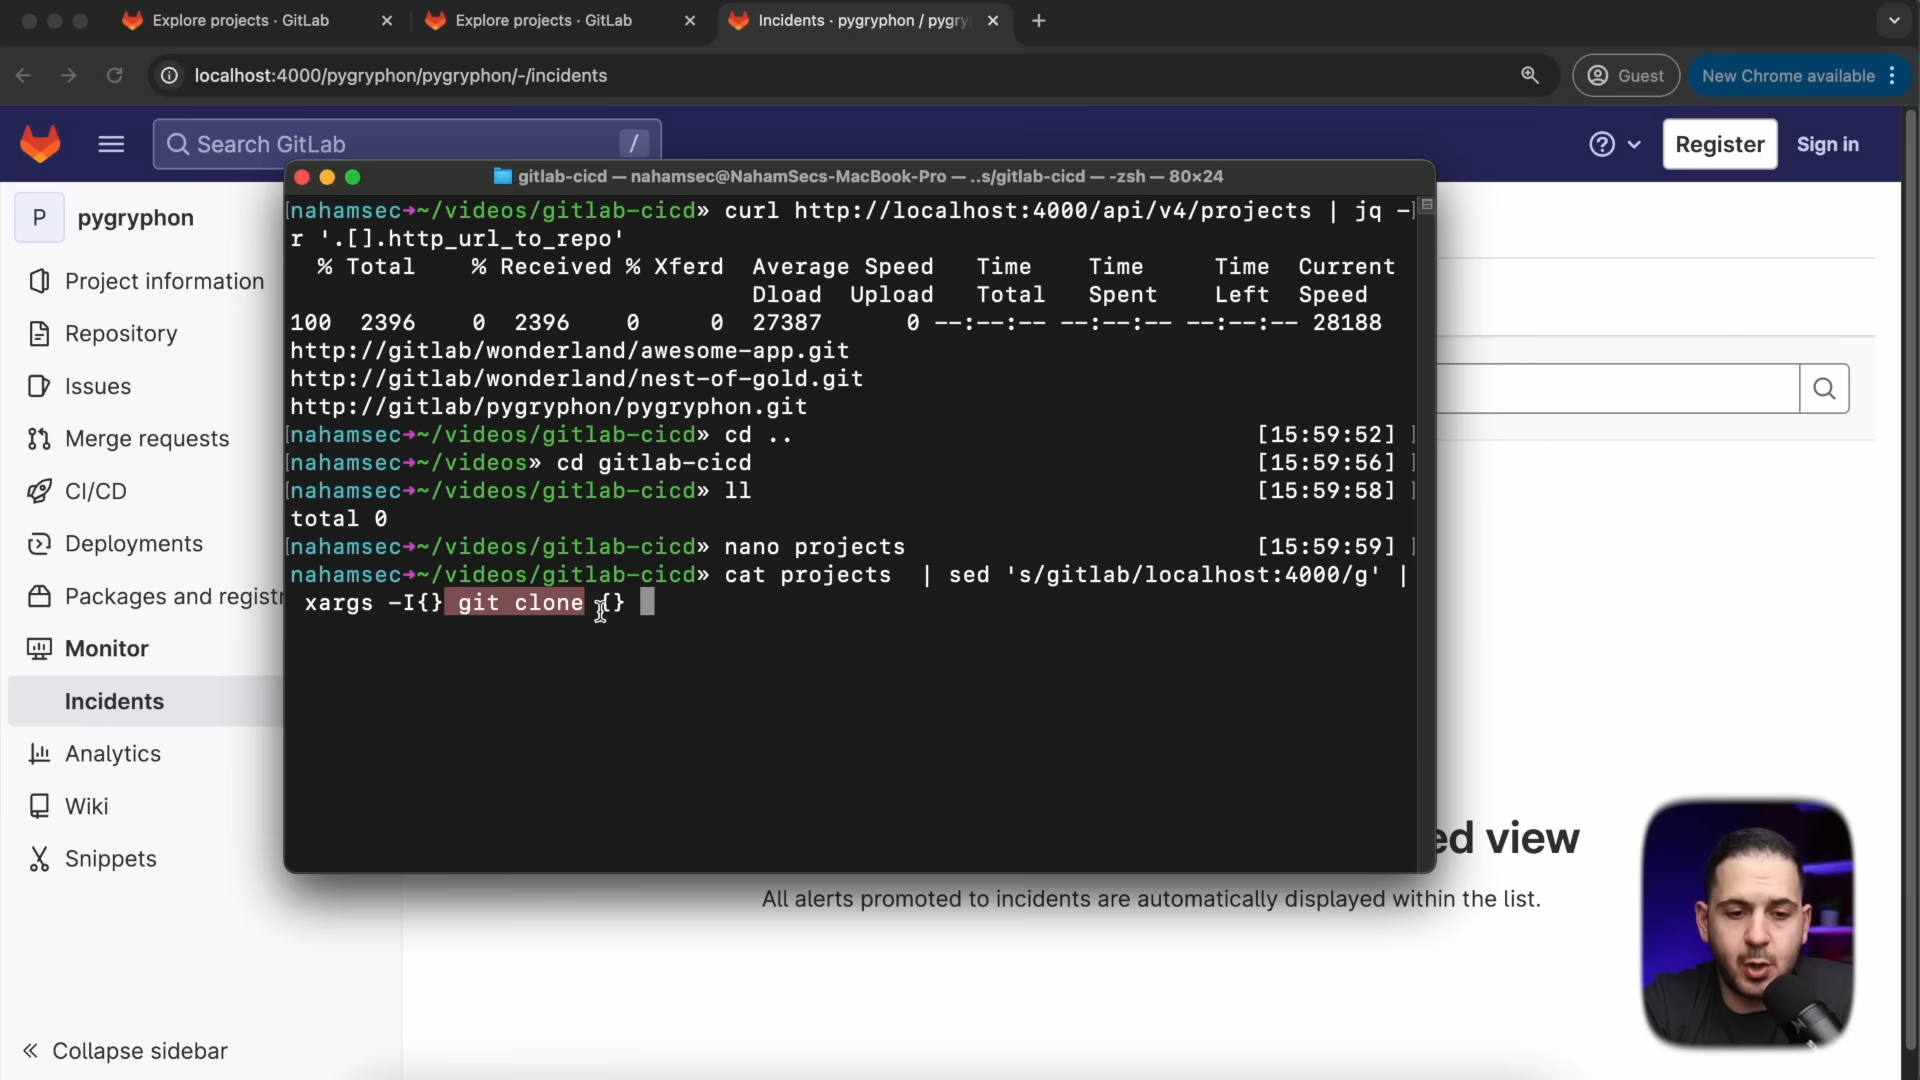 Explore projects · GitLab
Explore projects · GitLab
Incidents · pygryphon / pygry
localhost:4000/pygryphon/pygryphon/-/incidents
Guest
New Chrome available
Search GitLab
/
Register
Sign in
P pygryphon
Project information
Repository
Issues
Merge requests
CI/CD
Deployments
Packages and registr
Monitor
Incidents
Analytics
Wiki
Snippets
Collapse sidebar
gitlab-cicd — nahamsec@NahamSecs-MacBook-Pro — ..s/gitlab-cicd — -zsh — 80×24
[nahamsec→~/videos/gitlab-cicd» curl http://localhost:4000/api/v4/projects | jq -]
r '.[].http_url_to_repo'
% Total % Received % Xferd Average Speed Time Time Time Current
Dload Upload Total Spent Left Speed
100 2396 0 2396 0 0 27387 0 --:--:-- --:--:-- --:--:-- 28188
http://gitlab/wonderland/awesome-app.git
http://gitlab/wonderland/nest-of-gold.git
http://gitlab/pygryphon/pygryphon.git
[nahamsec→~/videos/gitlab-cicd» cd .. [15:59:52] ]
[nahamsec→~/videos» cd gitlab-cicd [15:59:56] ]
[nahamsec→~/videos/gitlab-cicd» ll [15:59:58] ]
total 0
[nahamsec→~/videos/gitlab-cicd» nano projects [15:59:59] ]
nahamsec→~/videos/gitlab-cicd» cat projects | sed 's/gitlab/localhost:4000/g' |
xargs -I{} git clone {}
ed view
All alerts promoted to incidents are automatically displayed within the list.